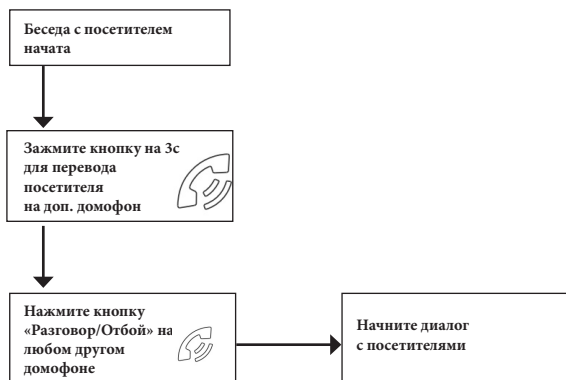 Беседа с посетителем
начата
Зажмите кнопку на 3с
для перевода
посетителя
на доп. домофон
Нажмите кнопку
«Разговор/Отбой» на
любом другом
домофоне
Начните диалог
с посетителями